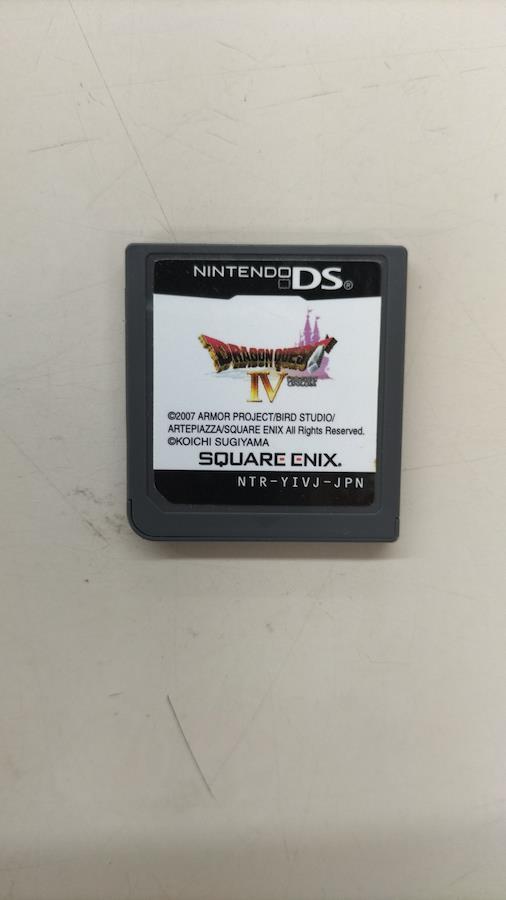 NINTENDO DS®
DRAGON QUEST
IV
©2007 ARMOR PROJECT/BIRD STUDIO/
ARTEPIAZZA/SQUARE ENIX All Rights Reserved.
©KOICHI SUGIYAMA
SQUARE ENIX.
NTR-YIVJ-JPN